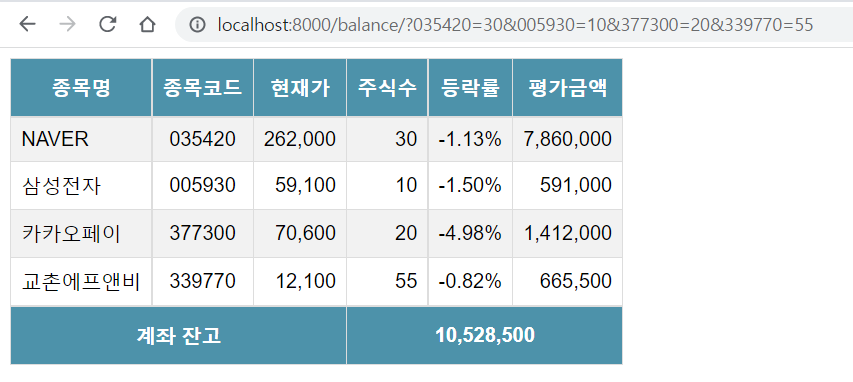 localhost:8000/balance/?035420=30&005930=10&377300=20&339770=55
종목명 종목코드 현재가 주식수 등락률 평가금액
NAVER 035420 262,000 30 -1.13% 7,860,000
삼성전자 005930 59,100 10 -1.50% 591,000
카카오페이 377300 70,600 20 -4.98% 1,412,000
교촌에프앤비 339770 12,100 55 -0.82% 665,500
계좌 잔고 10,528,500